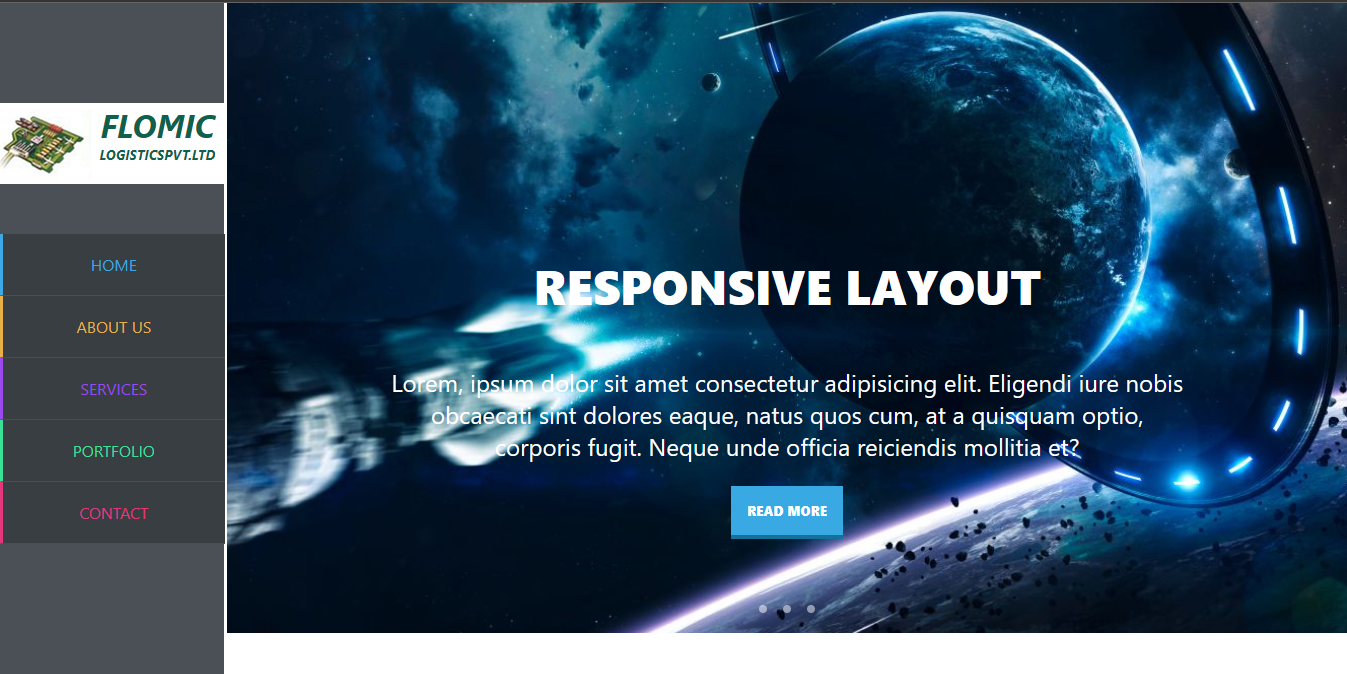 FLOMIC
LOGISTICSPVT.LTD
HOME
ABOUT US
SERVICES
PORTFOLIO
CONTACT
RESPONSIVE LAYOUT
Lorem, ipsum dolor sit amet consectetur adipisicing elit. Eligendi iure nobis
obcaecati sint dolores eaque, natus quos cum, at a quisquam optio,
corporis fugit. Neque unde officia reiciendis mollitia et?
READ MORE